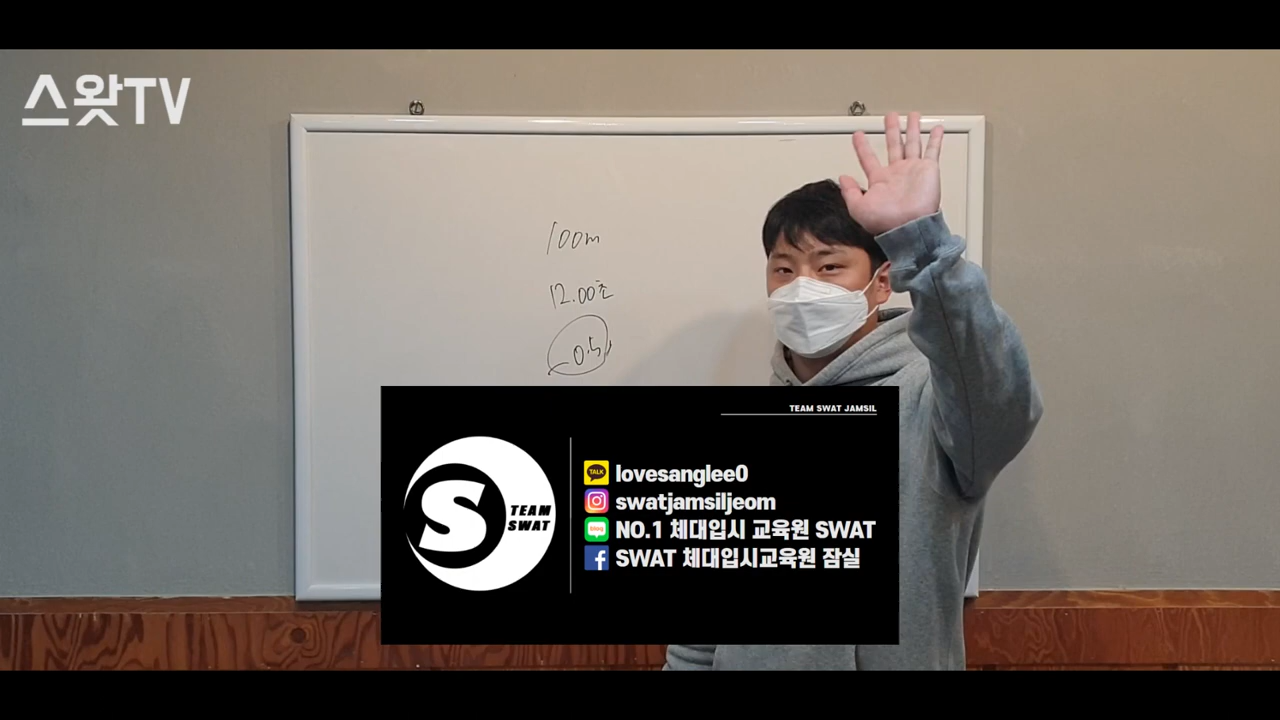 스왓TV
100m
12.00초
0.5
TEAM SWAT JAMSIL
S TEAM
SWAT
TALK lovesanglee0
swatjamsiljeom
blog NO.1 체대입시 교육원 SWAT
f SWAT 체대입시교육원 잠실